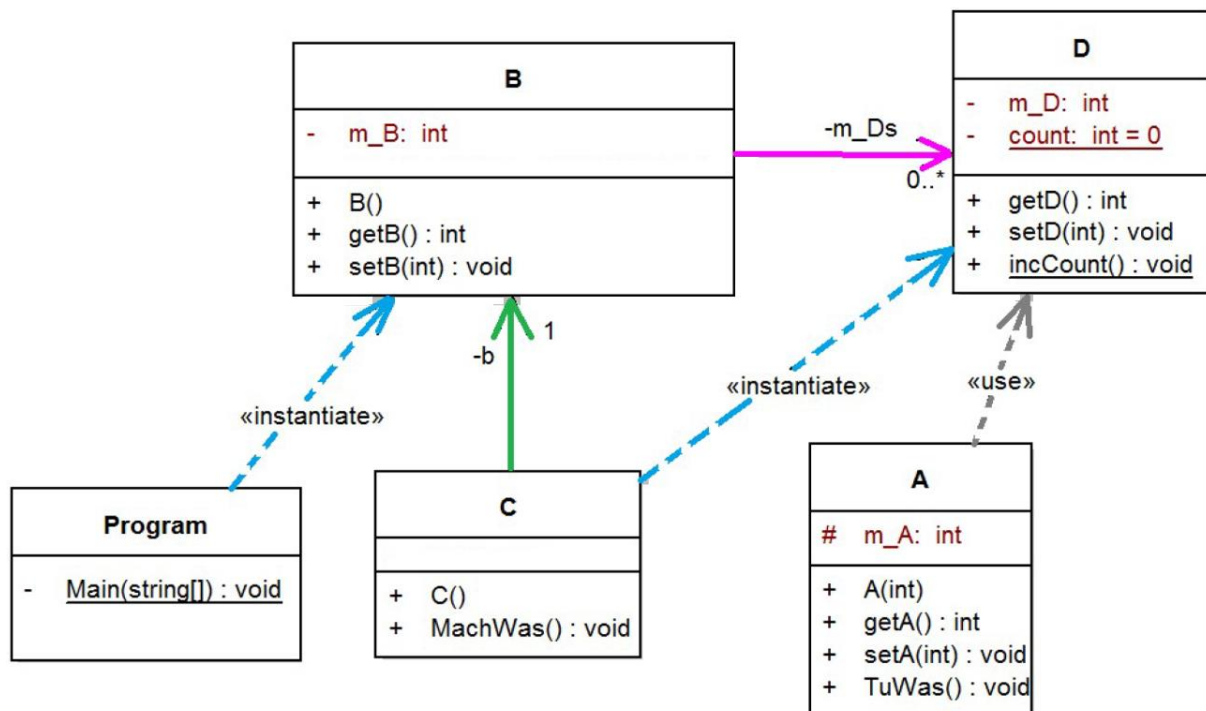 B
- m_B: int
+ B()
+ getB() : int
+ setB(int) : void
-m_Ds
0..*
D
- m_D: int
- count: int = 0
+ getD() : int
+ setD(int) : void
+ incCount() : void
-b
1
«instantiate»
«instantiate»
«use»
Program
- Main(string[]) : void
C
+ C()
+ MachWas() : void
A
# m_A: int
+ A(int)
+ getA() : int
+ setA(int) : void
+ TuWas() : void